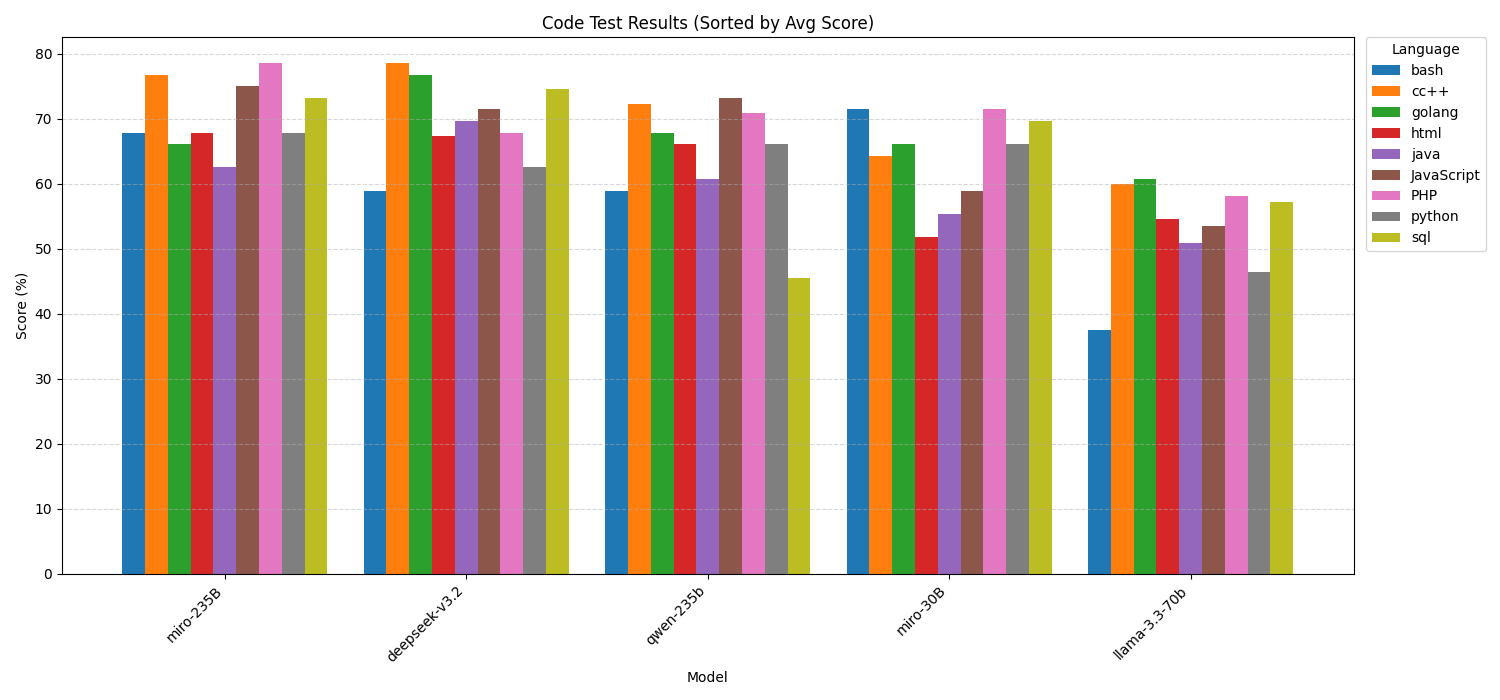 Code Test Results (Sorted by Avg Score)
Language
bash
cc++
golang
html
java
JavaScript
PHP
python
sql
Score (%)
80
70
60
50
40
30
20
10
0
miro-235B
deepseek-v3.2
qwen-235b
miro-30B
llama-3.3-70b
Model